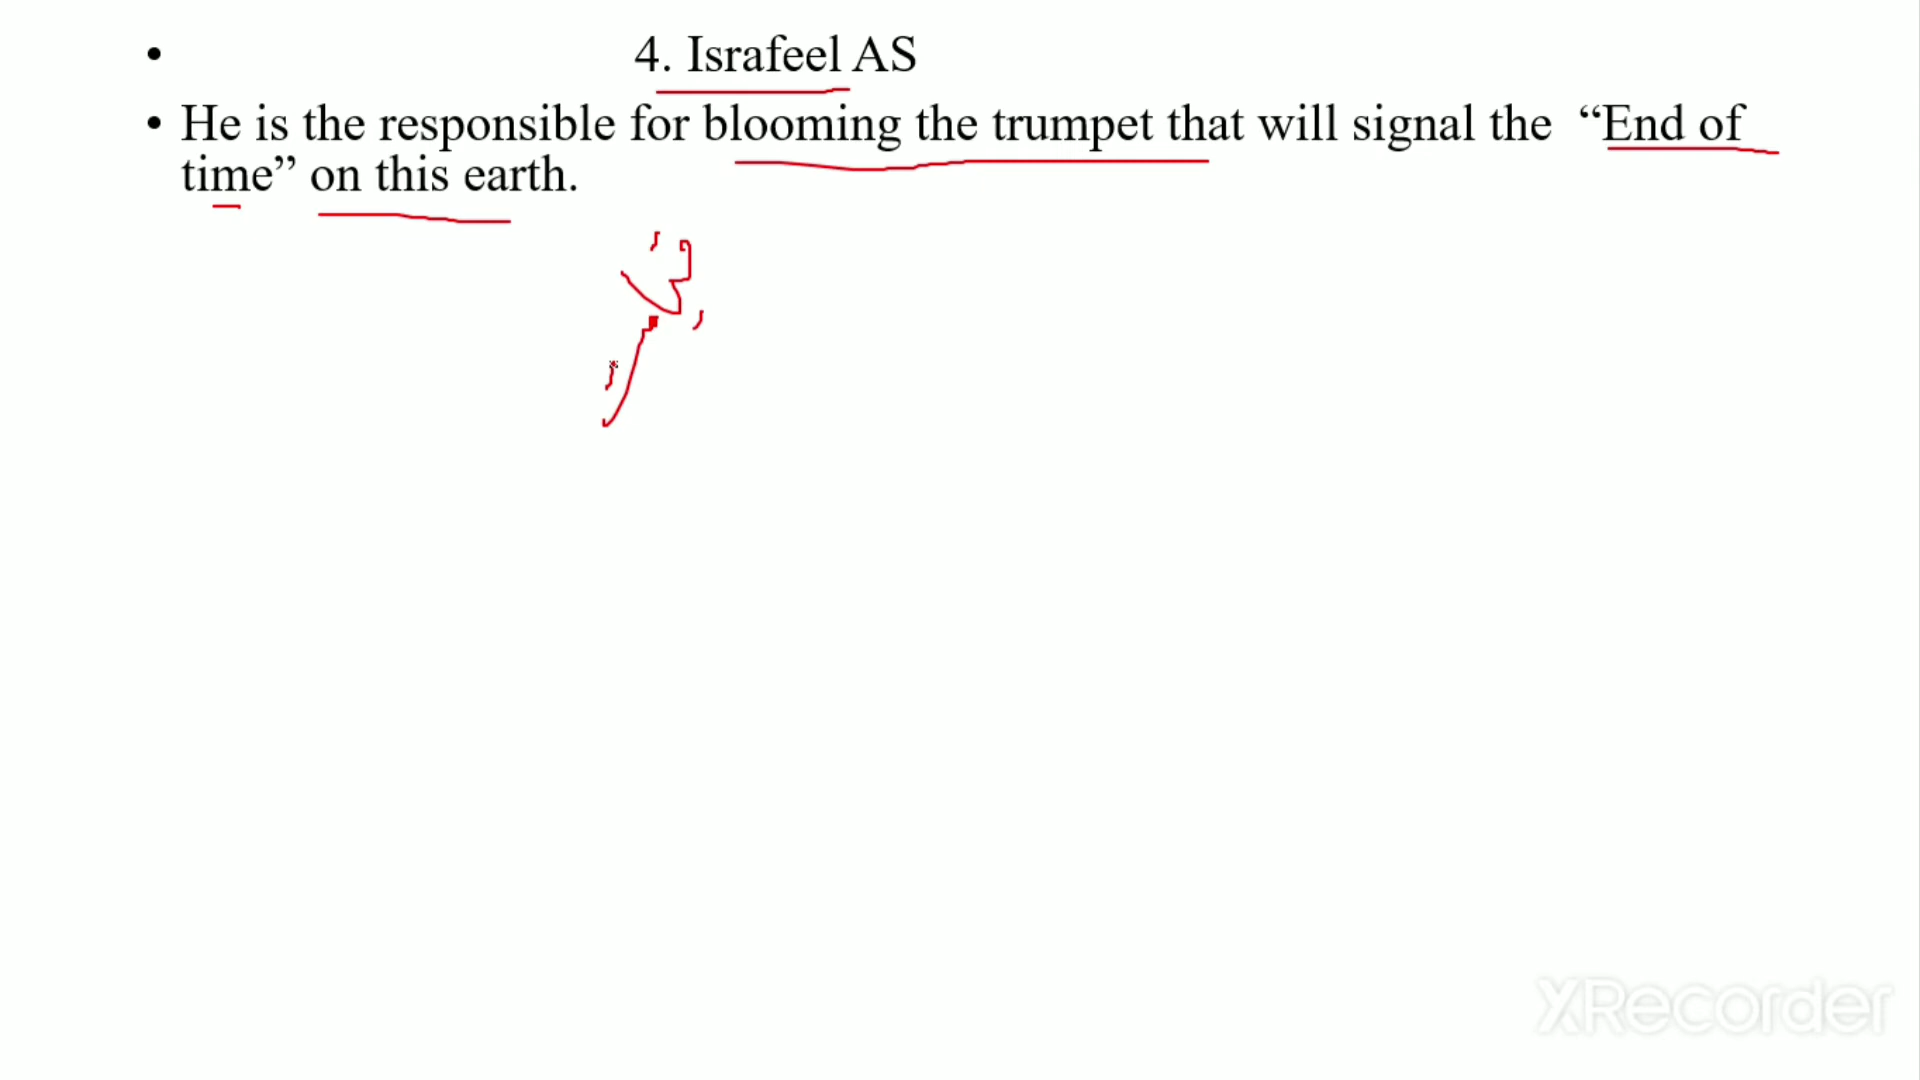 • 4. Israfeel AS
• He is the responsible for blooming the trumpet that will signal the “End of
time” on this earth.
XRecorder